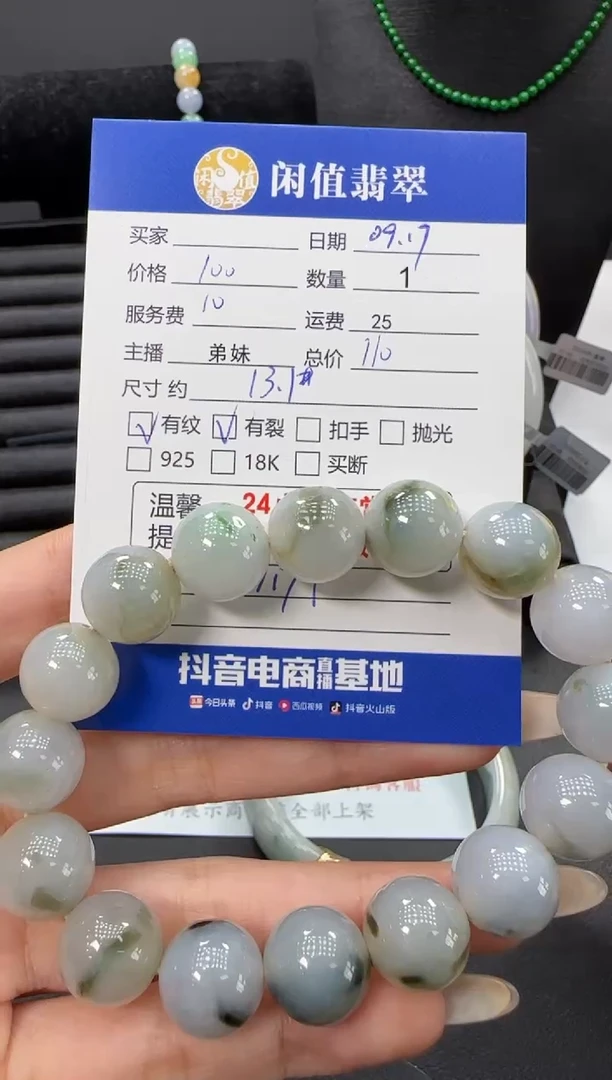 闲值翡翠
闲值翡翠
买家 日期 09.17
价格 100 数量 1
服务费 10 运费 25
主播 弟妹 总价 110
尺寸 约 13.1
有纹 有裂 扣手 抛光
925 18K 买断
温馨 24
提
抖音电商直播基地
今日头条 抖音 西瓜视频 抖音火山版
展示商 全部上架